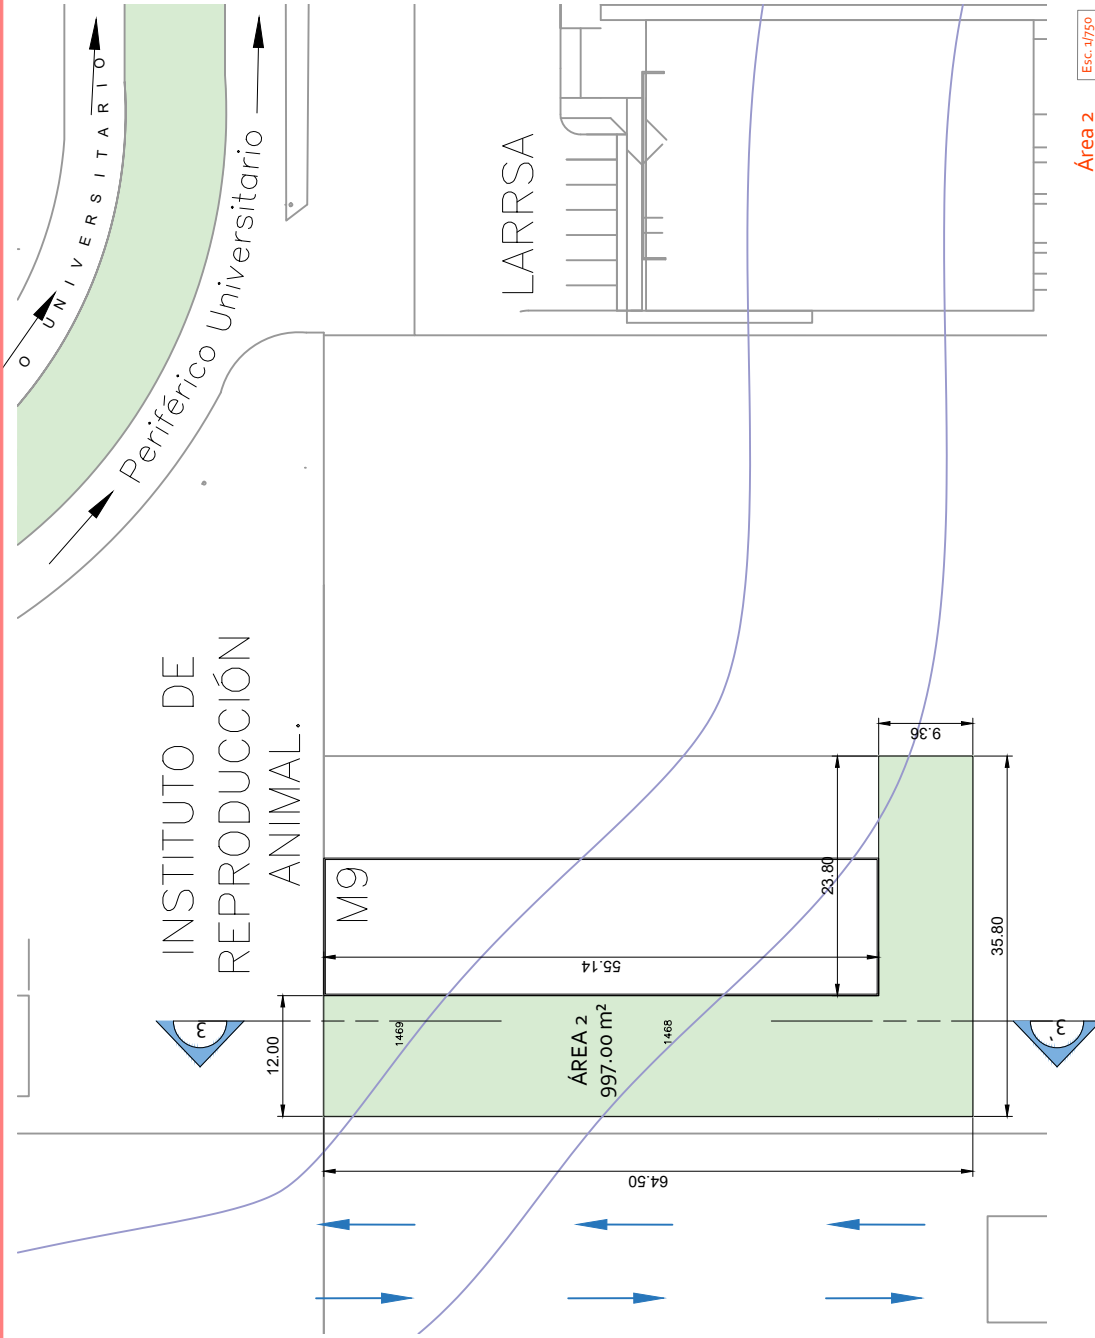 O UNIVERSITARIO
Periférico Universitario
LARRSA
Esc. 1/750
Área 2
INSTITUTO DE
REPRODUCCIÓN
ANIMAL.
M9
9.36
23.80
35.80
55.14
12.00
3
3'
1469
1468
ÁREA 2
997.00 m²
64.50